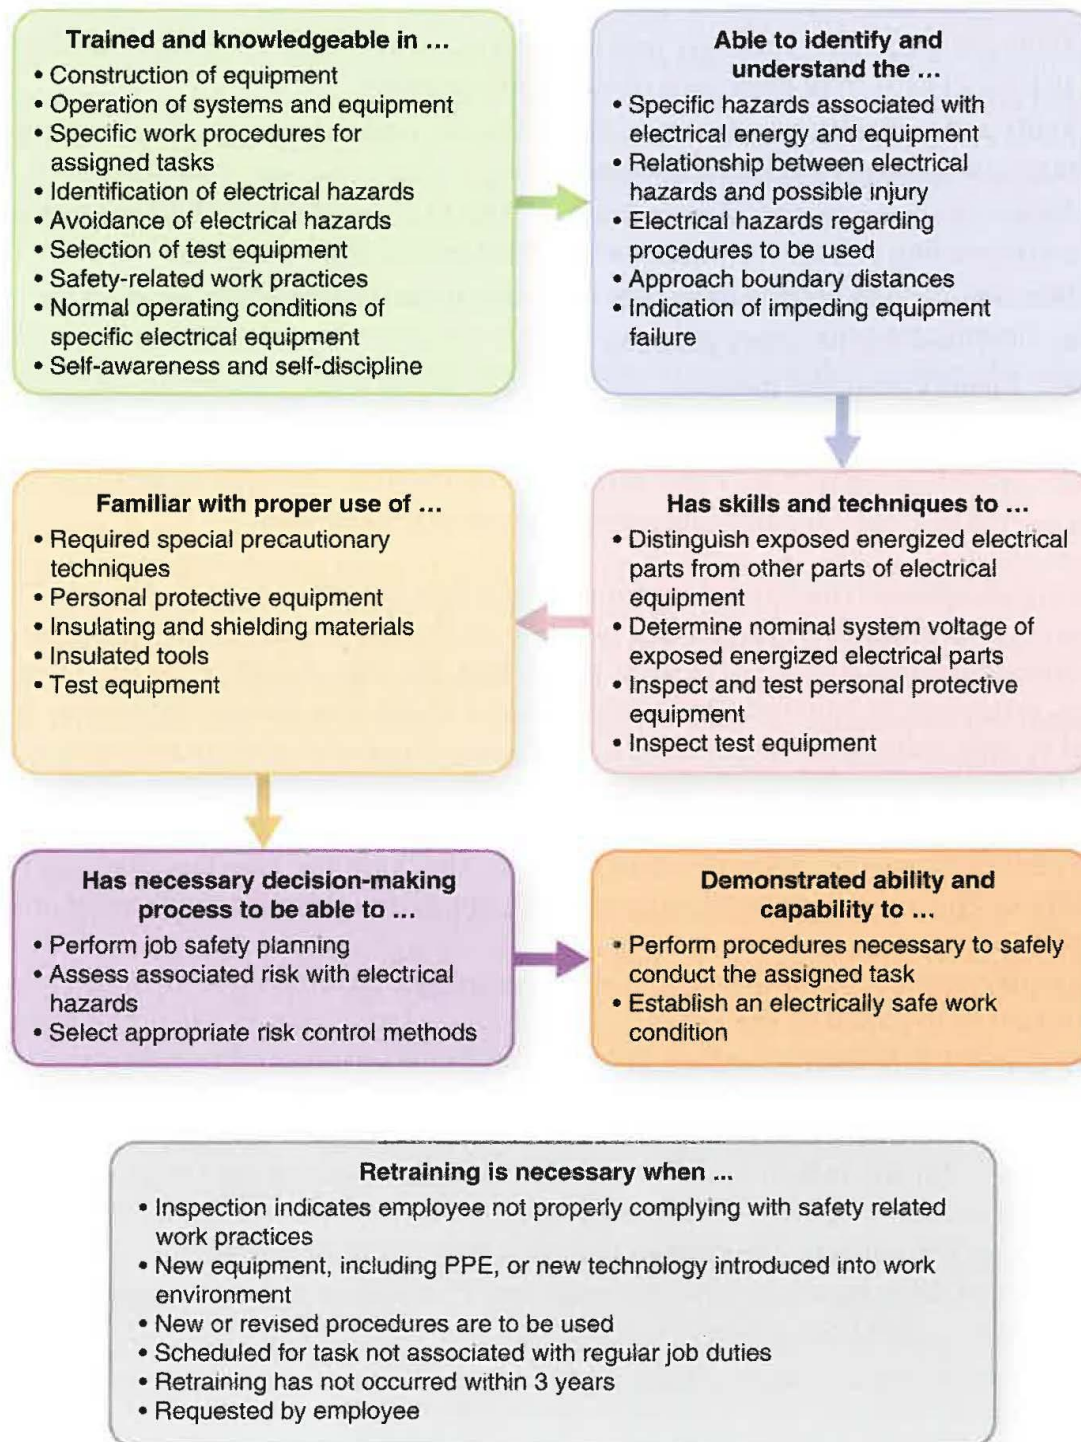 Trained and knowledgeable in ...
• Construction of equipment
• Operation of systems and equipment
• Specific work procedures for
assigned tasks
• Identification of electrical hazards
• Avoidance of electrical hazards
• Selection of test equipment
• Safety-related work practices
• Normal operating conditions of
specific electrical equipment
• Self-awareness and self-discipline
Able to identify and
understand the ...
• Specific hazards associated with
electrical energy and equipment
• Relationship between electrical
hazards and possible injury
• Electrical hazards regarding
procedures to be used
• Approach boundary distances
• Indication of impeding equipment
failure
Has skills and techniques to ...
• Distinguish exposed energized electrical
parts from other parts of electrical
equipment
• Determine nominal system voltage of
exposed energized electrical parts
• Inspect and test personal protective
equipment
• Inspect test equipment
Familiar with proper use of ...
• Required special precautionary
techniques
• Personal protective equipment
• Insulating and shielding materials
• Insulated tools
• Test equipment
Has necessary decision-making
process to be able to ...
• Perform job safety planning
• Assess associated risk with electrical
hazards
• Select appropriate risk control methods
Demonstrated ability and
capability to ...
• Perform procedures necessary to safely
conduct the assigned task
• Establish an electrically safe work
condition
Retraining is necessary when ...
• Inspection indicates employee not properly complying with safety related
work practices
• New equipment, including PPE, or new technology introduced into work
environment
• New or revised procedures are to be used
• Scheduled for task not associated with regular job duties
• Retraining has not occurred within 3 years
• Requested by employee